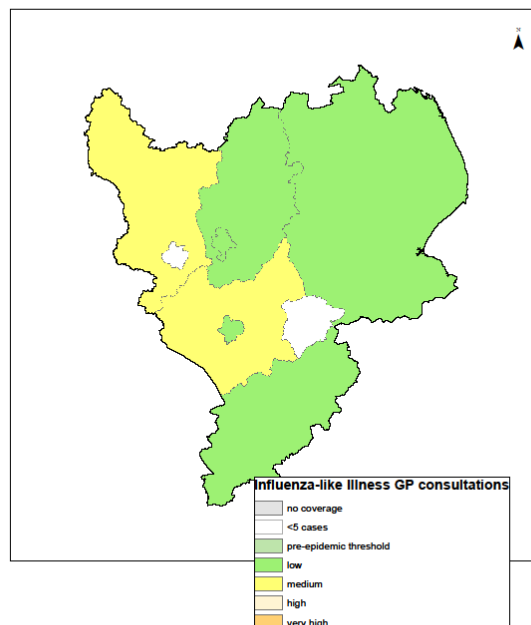 Influenza-like Illness GP consultations
no coverage
<5 cases
pre-epidemic threshold
low
medium
high
very high